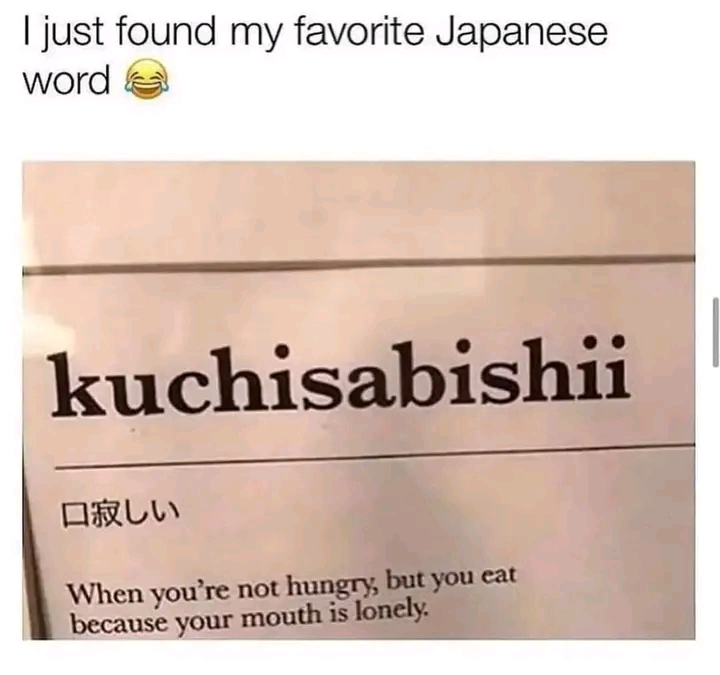 I just found my favorite Japanese
word 😂
kuchisabishii
口寂しい
When you're not hungry, but you eat
because your mouth is lonely.